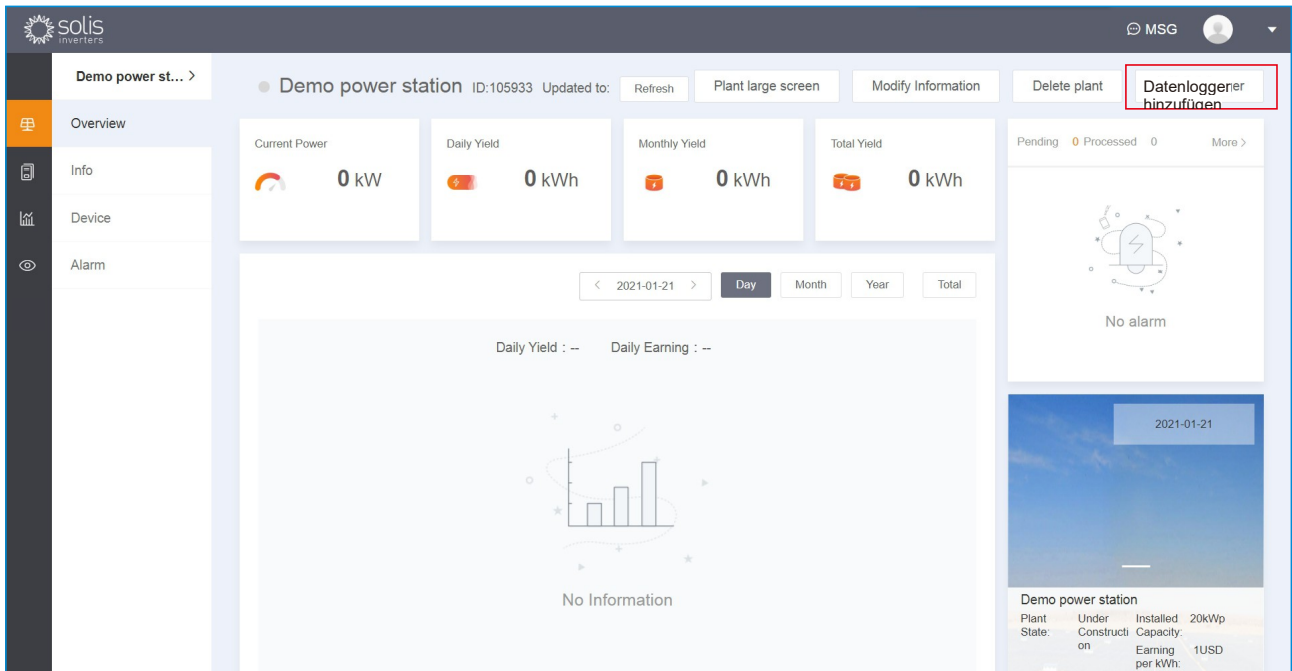 solis
inverters
MSG
Demo power st... >
Demo power station ID:105933 Updated to:
Refresh
Plant large screen
Modify Information
Delete plant
Datenlogger
hinzufügen
Overview
Info
Device
Alarm
Current Power
0 kW
Daily Yield
0 kWh
Monthly Yield
0 kWh
Total Yield
0 kWh
Pending 0 Processed 0 More >
No alarm
< 2021-01-21 >
Day
Month
Year
Total
Daily Yield : -- Daily Earning : --
No Information
2021-01-21
Demo power station
Plant State: Under Constructi on
Installed Capacity: 20kWp
Earning per kWh: 1USD